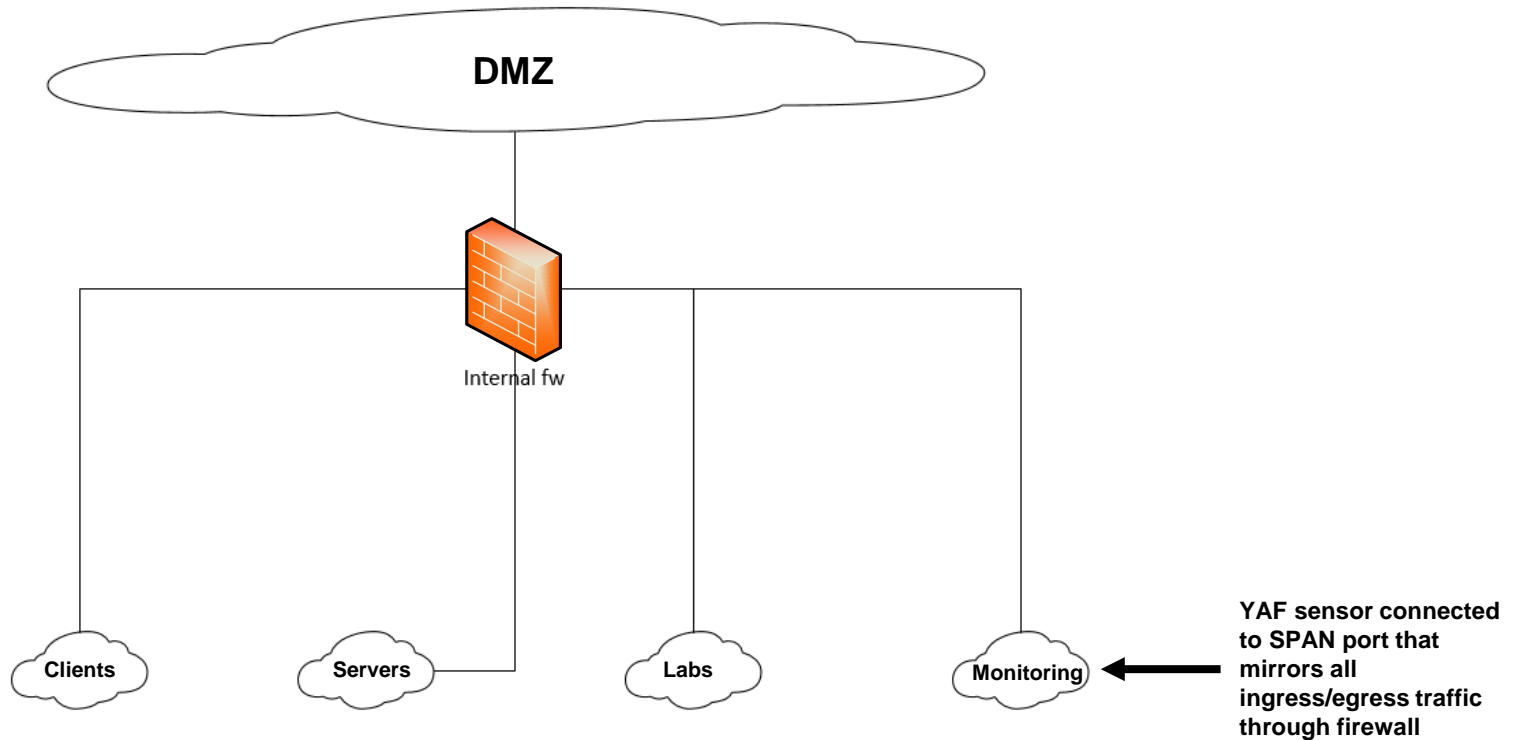 DMZ
Internal fw
Clients
Servers
Labs
Monitoring
YAF sensor connected
to SPAN port that
mirrors all
ingress/egress traffic
through firewall